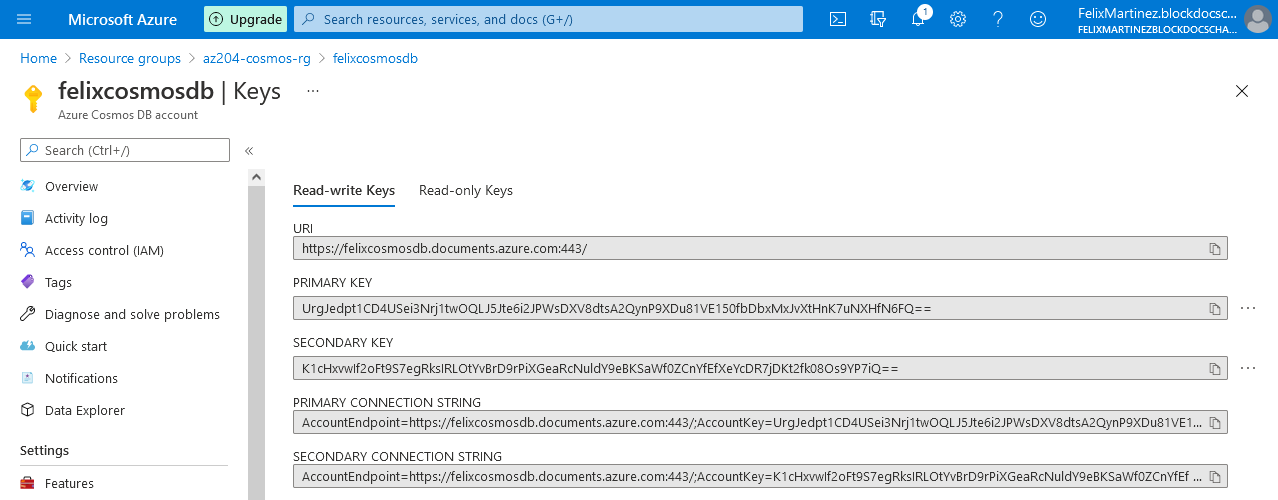 Microsoft Azure
Upgrade
Search resources, services, and docs (G+/)
1
FelixMartinez.blockdocsc...
FELIXMARTINEZBLOCKDOCSCHA...
Home > Resource groups > az204-cosmos-rg > felixcosmosdb
felixcosmosdb | Keys ...
Azure Cosmos DB account
Search (Ctrl+/)
Overview
Activity log
Access control (IAM)
Tags
Diagnose and solve problems
Quick start
Notifications
Data Explorer
Settings
Features
Read-write Keys
Read-only Keys
URI
https://felixcosmosdb.documents.azure.com:443/
PRIMARY KEY
UrgJedpt1CD4USei3Nrj1twOQLJ5Jte6i2JPWsDXV8dtsA2QynP9XDu81VE150fbDbxMxJvXtHnK7uNXHfN6FQ==
SECONDARY KEY
K1cHxvwIf2oFt9S7egRksIRLOtYvBrD9rPiXGeaRcNuldY9eBKSaWf0ZCnYfEfXeYcDR7jDKt2fk08Os9YP7iQ==
PRIMARY CONNECTION STRING
AccountEndpoint=https://felixcosmosdb.documents.azure.com:443/;AccountKey=UrgJedpt1CD4USei3Nrj1twOQLJ5Jte6i2JPWsDXV8dtsA2QynP9XDu81VE1...
SECONDARY CONNECTION STRING
AccountEndpoint=https://felixcosmosdb.documents.azure.com:443/;AccountKey=K1cHxvwIf2oFt9S7egRksIRLOtYvBrD9rPiXGeaRcNuldY9eBKSaWf0ZCnYfEf ...